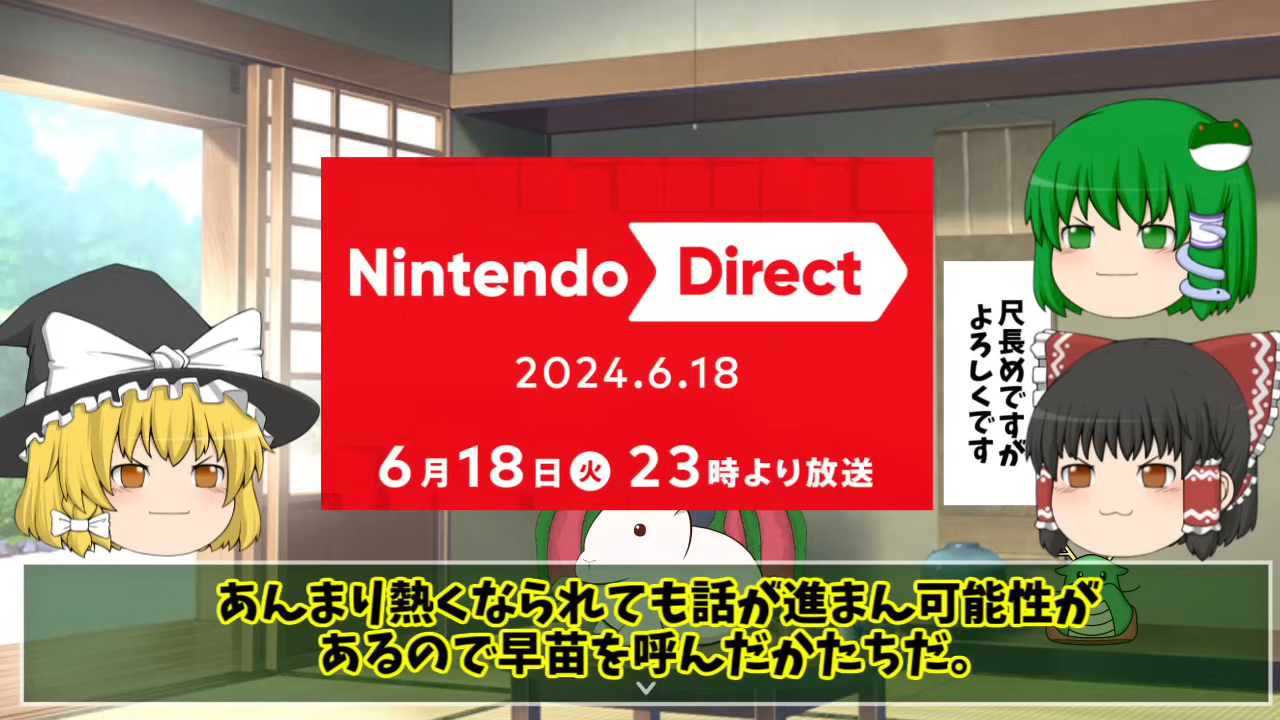 Nintendo Direct
2024.6.18
6月18日火 23時より放送
尺長めですが
よろしくです
あんまり熱くなられても話が進まん可能性が
あるので早苗を呼んだかたちだ。